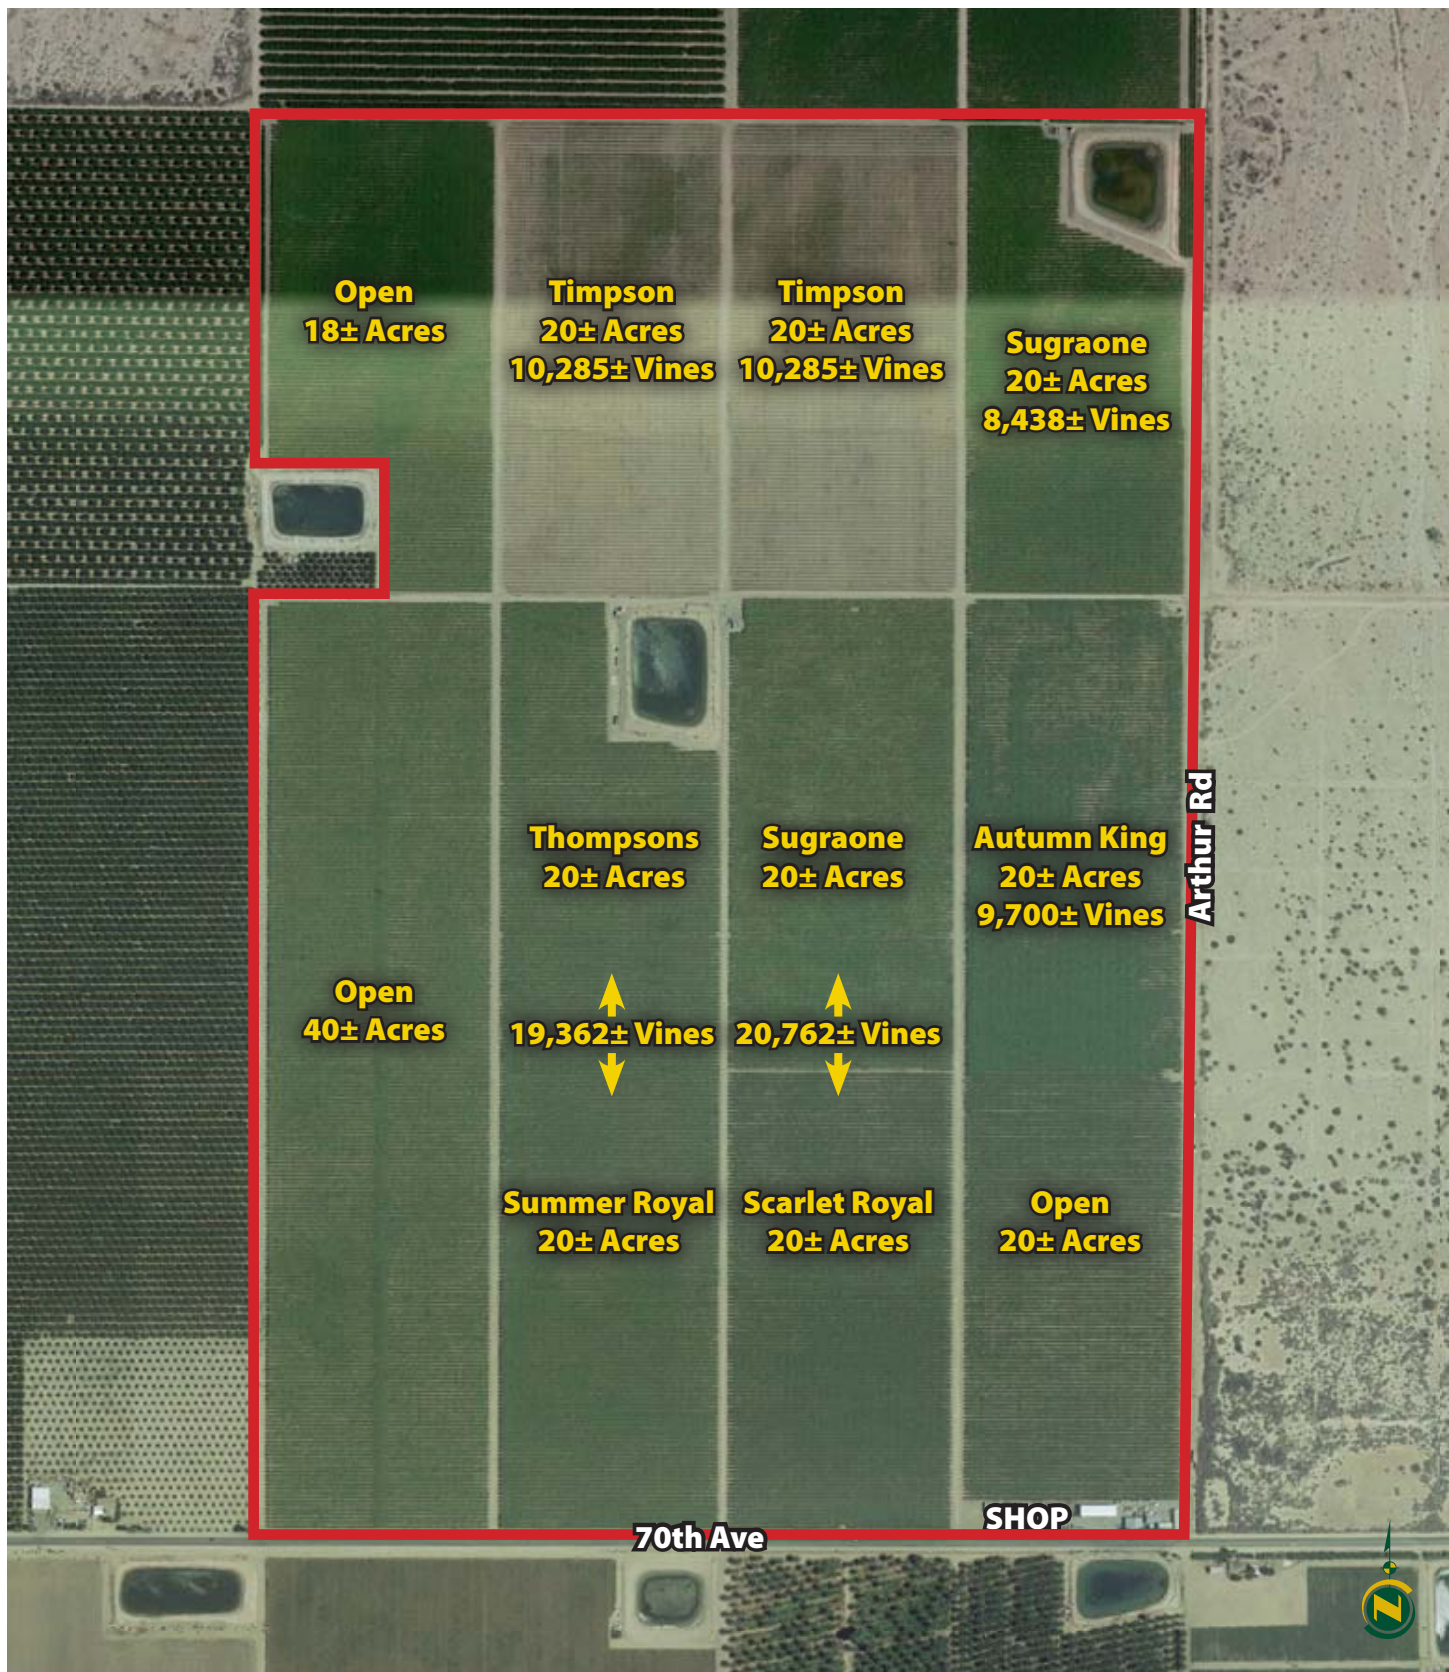 Open
18± Acres
Timpson
20± Acres
10,285± Vines
Timpson
20± Acres
10,285± Vines
Sugraone
20± Acres
8,438± Vines
Thompsons
20± Acres
Sugraone
20± Acres
Autumn King
20± Acres
9,700± Vines
Arthur Rd
Open
40± Acres
19,362± Vines
20,762± Vines
Summer Royal
20± Acres
Scarlet Royal
20± Acres
Open
20± Acres
SHOP
70th Ave
N